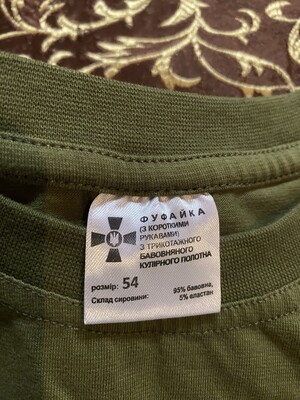 ФУФАЙКА
(З КОРОТКИМИ
РУКАВАМИ)
З ТРИКОТАЖНОГО
БАВОВНЯНОГО
КУЛІРНОГО ПОЛОТНА
розмір: 54
Склад сировини: 95% бавовна,
5% еластан